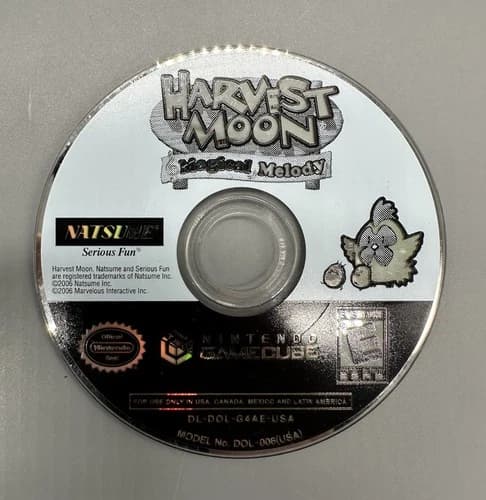 HARVEST
MOON
Magical Melody
NATSUME®
Serious Fun®
Harvest Moon, Natsume and Serious Fun
are registered trademarks of Natsume Inc.
©2006 Natsume Inc.
©2006 Marvelous Interactive Inc.
Official
Nintendo
Seal
NINTENDO
GAMECUBE
E
FOR USE ONLY IN USA, CANADA, MEXICO AND LATIN AMERICA
DL-DOL-G4AE-USA
MODEL No. DOL-006(USA)